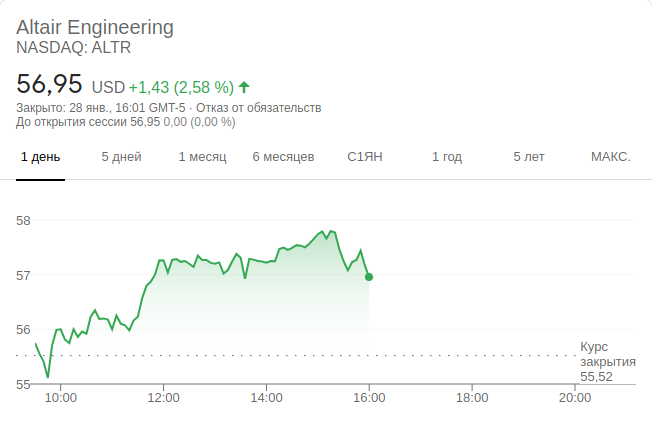 Altair Engineering
NASDAQ: ALTR
56,95 USD +1,43 (2,58 %)
Закрыто: 28 янв., 16:01 GMT-5 · Отказ от обязательств
До открытия сессии 56,95 0,00 (0,00 %)
1 день 5 дней 1 месяц 6 месяцев С1ЯН 1 год 5 лет МАКС.
58
57
56
Курс
закрытия
55,52
55
10:00 12:00 14:00 16:00 18:00 20:00